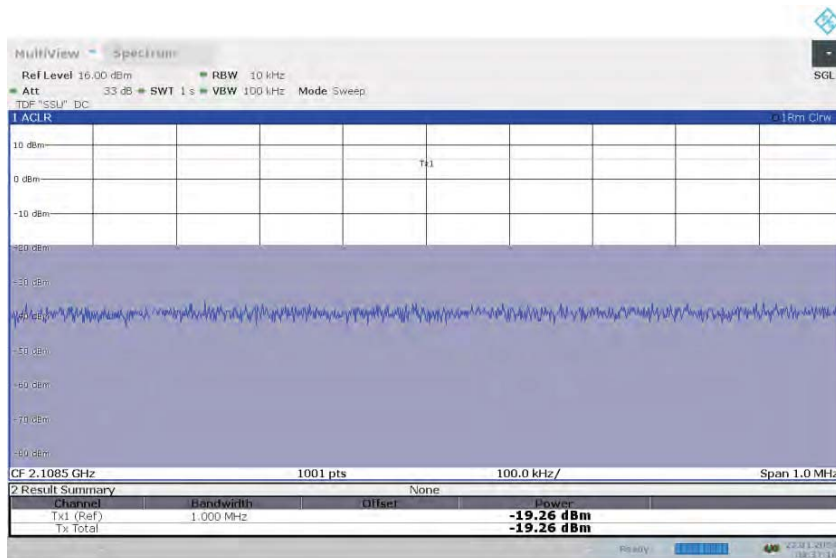 MultiView Spectrum
Ref Level 16.00 dBm RBW 10 kHz
SGL
Att 33 dB SWT 1 s VBW 100 kHz Mode Sweep
TDF "SSU" DC
1 ACLR 1Rm Clrw
10 dBm
Tx1
0 dBm
-10 dBm
-20 dBm
-30 dBm
-40 dBm
-50 dBm
-60 dBm
-70 dBm
-80 dBm
CF 2.1085 GHz 1001 pts 100.0 kHz/ Span 1.0 MHz
2 Result Summary None
Channel Bandwidth Offset Power
Tx1 (Ref) 1.000 MHz -19.26 dBm
Tx Total -19.26 dBm
Ready